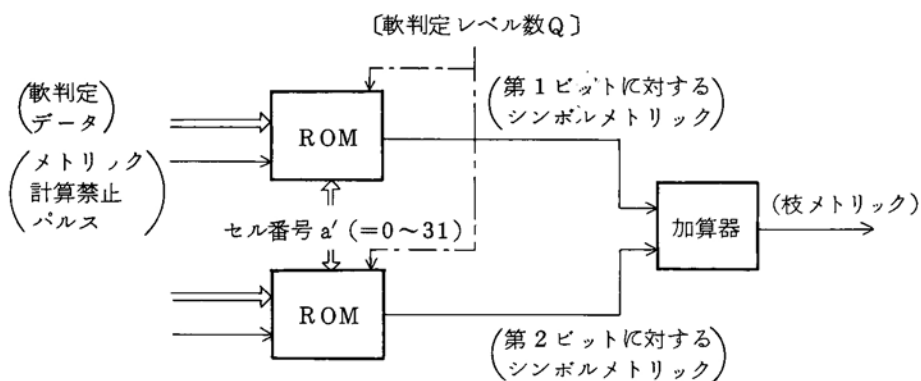 〔軟判定レベル数Q〕
(軟判定
データ)
(メトリック
計算禁止
パルス)
ROM
(第1ビットに対する
シンボルメトリック)
セル番号 a′ (=0~31)
加算器
(枝メトリック)
ROM
(第2ビットに対する
シンボルメトリック)